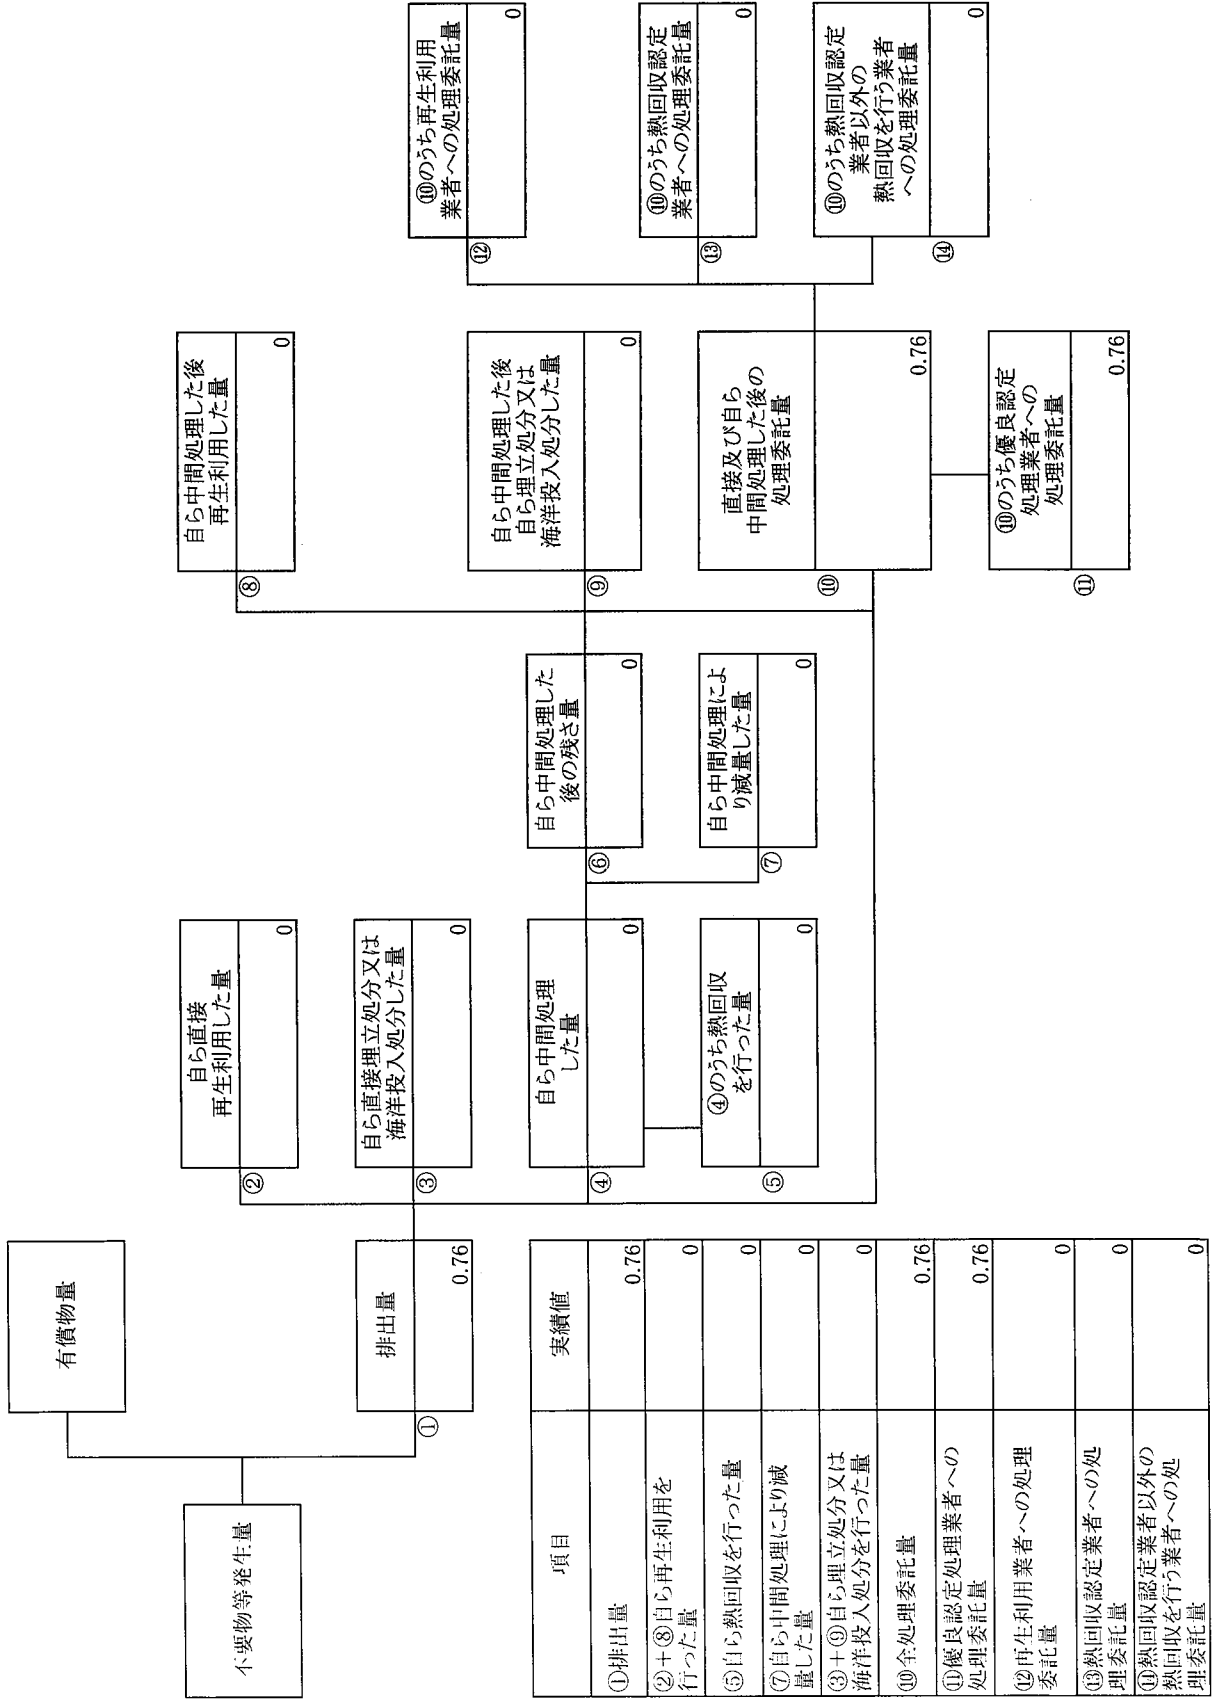 不要物等発生量
有償物量
①
排出量
0.76
②
自ら直接
再生利用した量
0
③
自ら直接埋立処分又は
海洋投入処分した量
0
④
自ら中間処理
した量
0
⑤
④のうち熱回収
を行った量
0
⑥
自ら中間処理した
後の残さ量
0
⑦
自ら中間処理によ
り減量した量
0
⑧
自ら中間処理した後
再生利用した量
0
⑨
自ら中間処理した後
自ら埋立処分又は
海洋投入処分した量
0
⑩
直接及び自ら
中間処理した後の
処理委託量
0.76
⑪
⑩のうち優良認定
処理業者への
処理委託量
0.76
⑫
⑩のうち再生利用
業者への処理委託量
0
⑬
⑩のうち熱回収認定
業者への処理委託量
0
⑭
⑩のうち熱回収認定
業者以外の
熱回収を行う業者
への処理委託量
0
項目
実績値
①排出量
0.76
②+⑧自ら再生利用を
行った量
0
⑤自ら熱回収を行った量
0
⑦自ら中間処理により減
量した量
0
③+⑨自ら埋立処分又は
海洋投入処分を行った量
0
⑩全処理委託量
0.76
⑪優良認定処理業者への
処理委託量
0.76
⑫再生利用業者への処理
委託量
0
⑬熱回収認定業者への処
理委託量
0
⑭熱回収認定業者以外の
熱回収を行う業者への処
理委託量
0